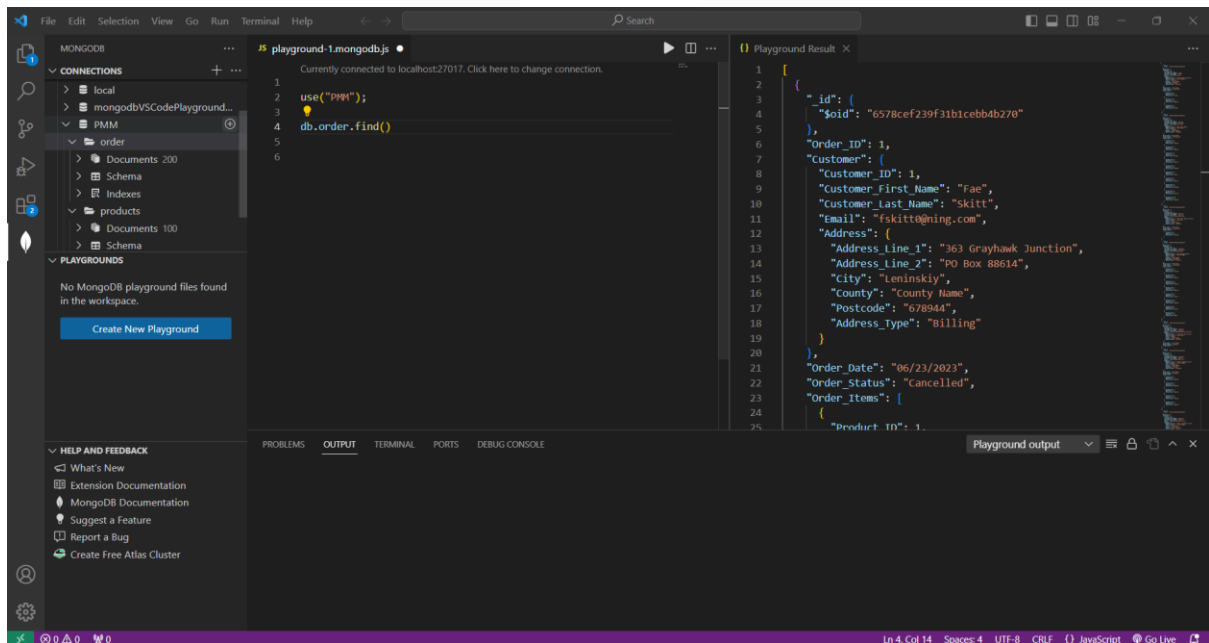 File Edit Selection View Go Run Terminal Help
Search
MONGODB
CONNECTIONS
local
mongodbVSCodePlayground...
PMM
order
Documents 200
Schema
Indexes
products
Documents 100
Schema
PLAYGROUNDS
No MongoDB playground files found
in the workspace.
Create New Playground
HELP AND FEEDBACK
What's New
Extension Documentation
MongoDB Documentation
Suggest a Feature
Report a Bug
Create Free Atlas Cluster
JS playground-1.mongodb.js
Currently connected to localhost:27017. Click here to change connection.
1
2 use("PMM");
3
4 db.order.find()
5
6
{} Playground Result
1 [
2 {
3 "_id": {
4 "$oid": "6578cef239f31b1cebb4b270"
5 },
6 "Order_ID": 1,
7 "Customer": {
8 "Customer_ID": 1,
9 "Customer_First_Name": "Fae",
10 "Customer_Last_Name": "Skitt",
11 "Email": "fskitt0@ning.com",
12 "Address": {
13 "Address_Line_1": "363 Grayhawk Junction",
14 "Address_Line_2": "PO Box 88614",
15 "City": "Leninskiy",
16 "County": "County Name",
17 "Postcode": "678944",
18 "Address_Type": "Billing"
19 }
20 },
21 "Order_Date": "06/23/2023",
22 "Order_Status": "Cancelled",
23 "Order_Items": [
24 {
25 "Product_ID": 1,
PROBLEMS OUTPUT TERMINAL PORTS DEBUG CONSOLE
Playground output
1
2
0 0 0
Ln 4, Col 14 Spaces: 4 UTF-8 CRLF {} JavaScript Go Live